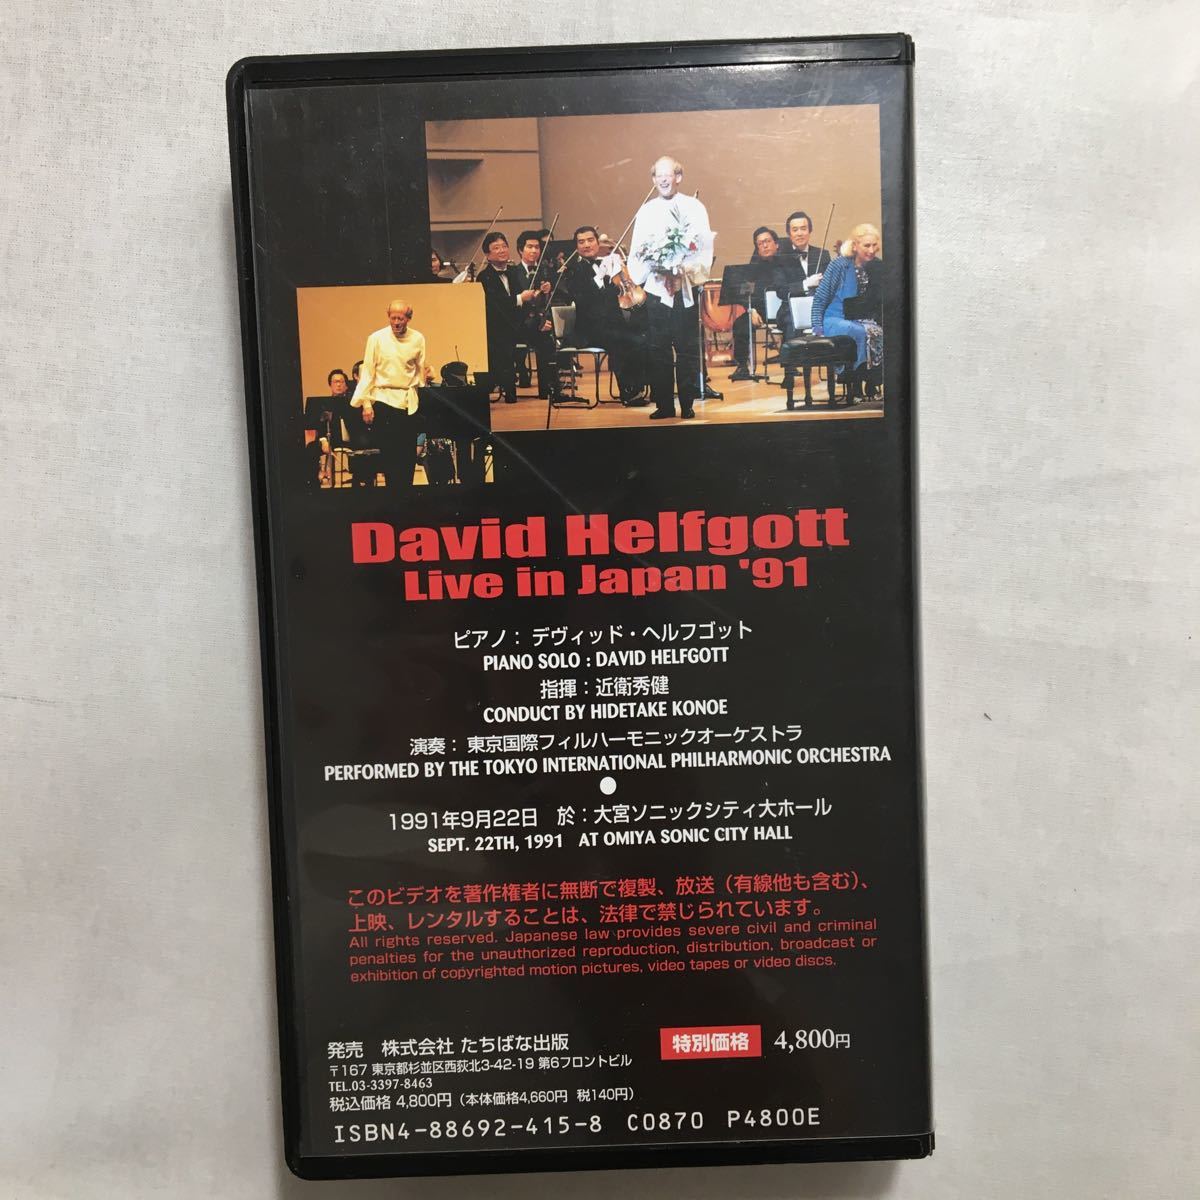 David Helfgott
Live in Japan '91
ピアノ：デヴィッド・ヘルフゴット
PIANO SOLO : DAVID HELFGOTT
指揮：近衛秀健
CONDUCT BY HIDETAKE KONOE
演奏：東京国際フィルハーモニックオーケストラ
PERFORMED BY THE TOKYO INTERNATIONAL PHILHARMONIC ORCHESTRA
1991年9月22日　於：大宮ソニックシティ大ホール
SEPT. 22TH, 1991 AT OMIYA SONIC CITY HALL
このビデオを著作権者に無断で複製、放送（有線他も含む）、
上映、レンタルすることは、法律で禁じられています。
All rights reserved. Japanese law provides severe civil and criminal
penalties for the unauthorized reproduction, distribution, broadcast or
exhibition of copyrighted motion pictures, video tapes or video discs.
発売　株式会社 たちばな出版
〒167 東京都杉並区西荻北3-42-19 第6フロントビル
TEL.03-3397-8463
税込価格 4,800円（本体価格4,660円 税140円）
特別価格 4,800円
ISBN4-88692-415-8 C0870 P4800E